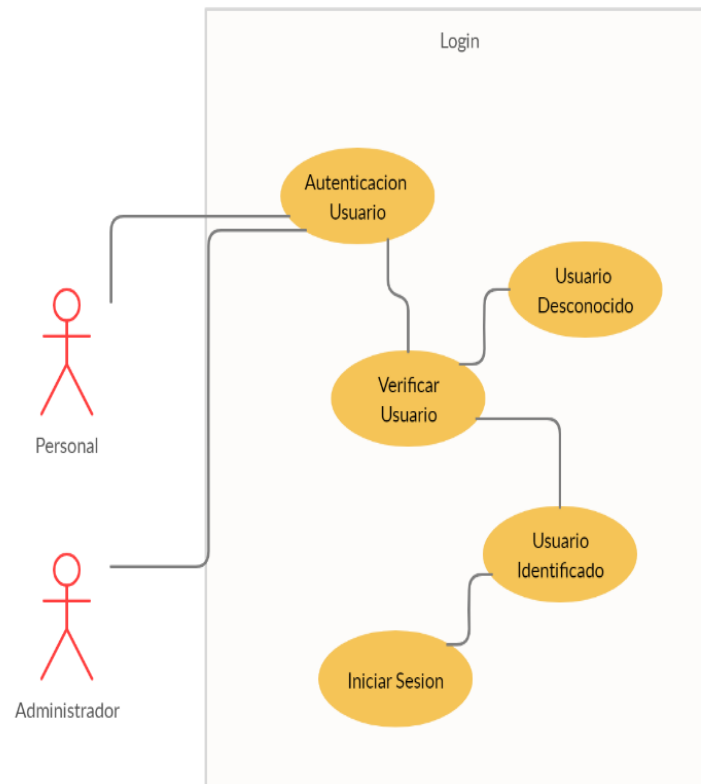 Login
Autenticacion
Usuario
Usuario
Desconocido
Verificar
Usuario
Personal
Usuario
Identificado
Iniciar Sesion
Administrador